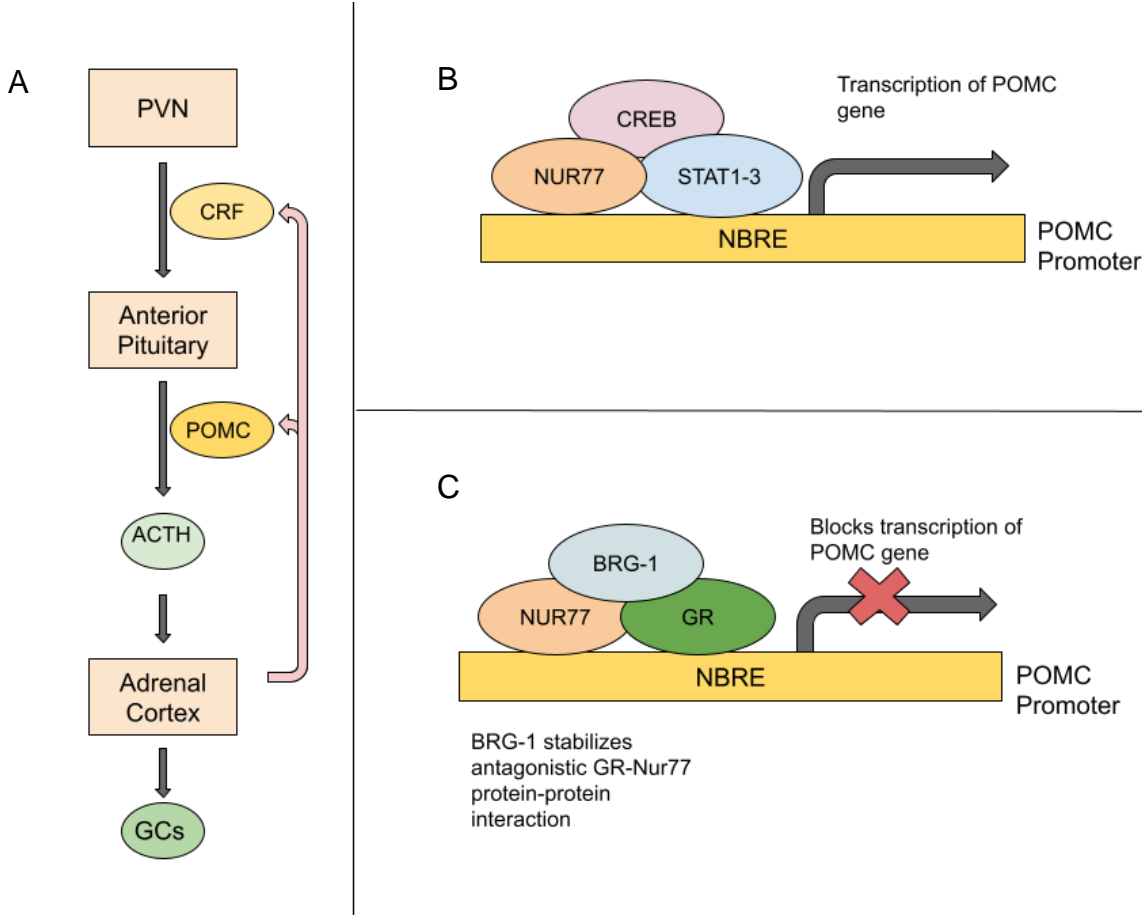 A
PVN
CRF
Anterior
Pituitary
POMC
ACTH
Adrenal
Cortex
GCs
B
Transcription of POMC
gene
CREB
NUR77
STAT1-3
NBRE
POMC
Promoter
C
Blocks transcription of
POMC gene
BRG-1
NUR77
GR
NBRE
POMC
Promoter
BRG-1 stabilizes
antagonistic GR-Nur77
protein-protein
interaction